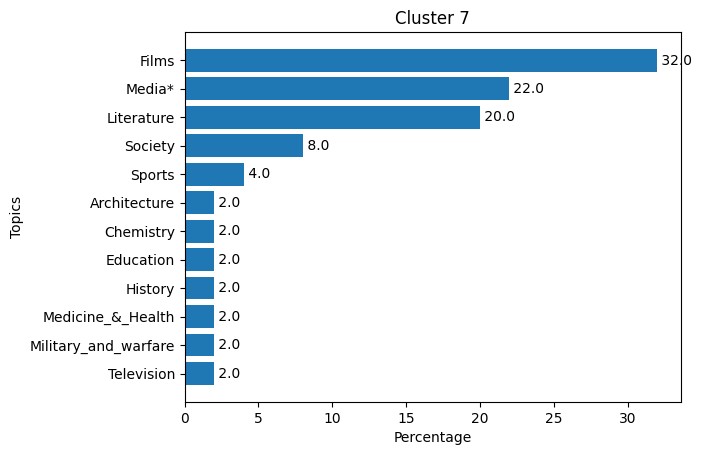 Cluster 7
Topics
Films 32.0
Media* 22.0
Literature 20.0
Society 8.0
Sports 4.0
Architecture 2.0
Chemistry 2.0
Education 2.0
History 2.0
Medicine_&_Health 2.0
Military_and_warfare 2.0
Television 2.0
0 5 10 15 20 25 30
Percentage